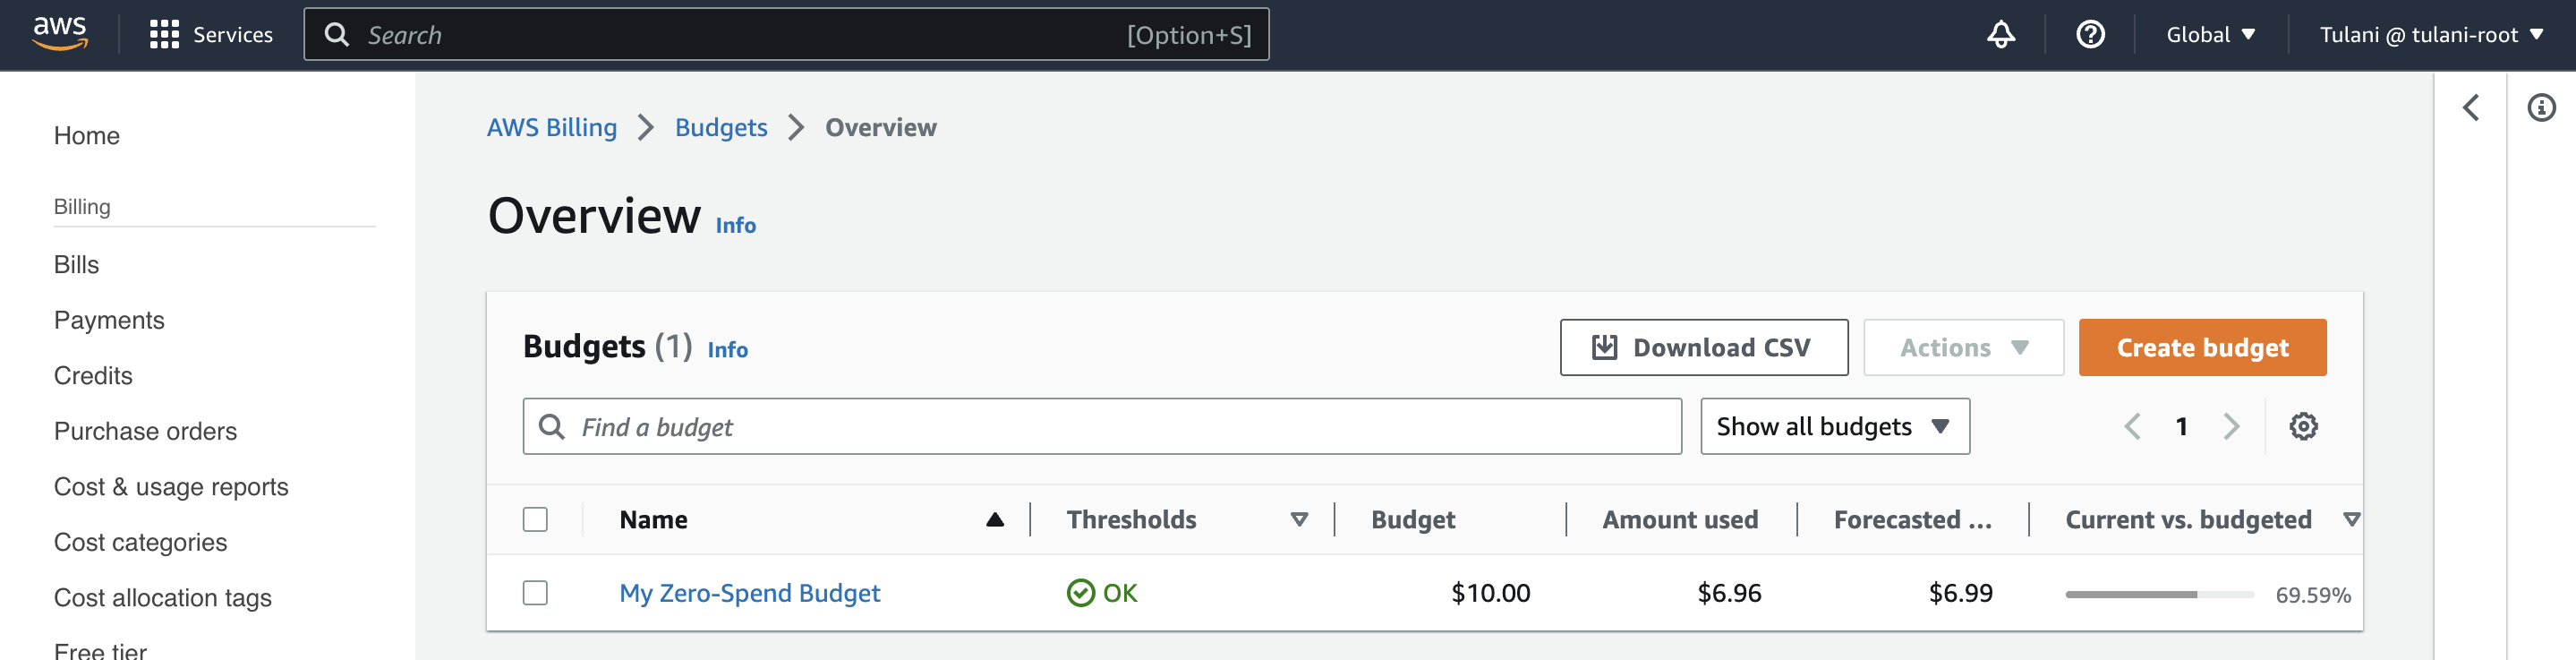 aws Services Search [Option+S] Global Tulani @ tulani-root
Home
Billing
Bills
Payments
Credits
Purchase orders
Cost & usage reports
Cost categories
Cost allocation tags
Free tier
AWS Billing > Budgets > Overview
Overview Info
Budgets (1) Info Download CSV Actions Create budget
Find a budget Show all budgets 1
Name Thresholds Budget Amount used Forecasted ... Current vs. budgeted
My Zero-Spend Budget OK $10.00 $6.96 $6.99 69.59%